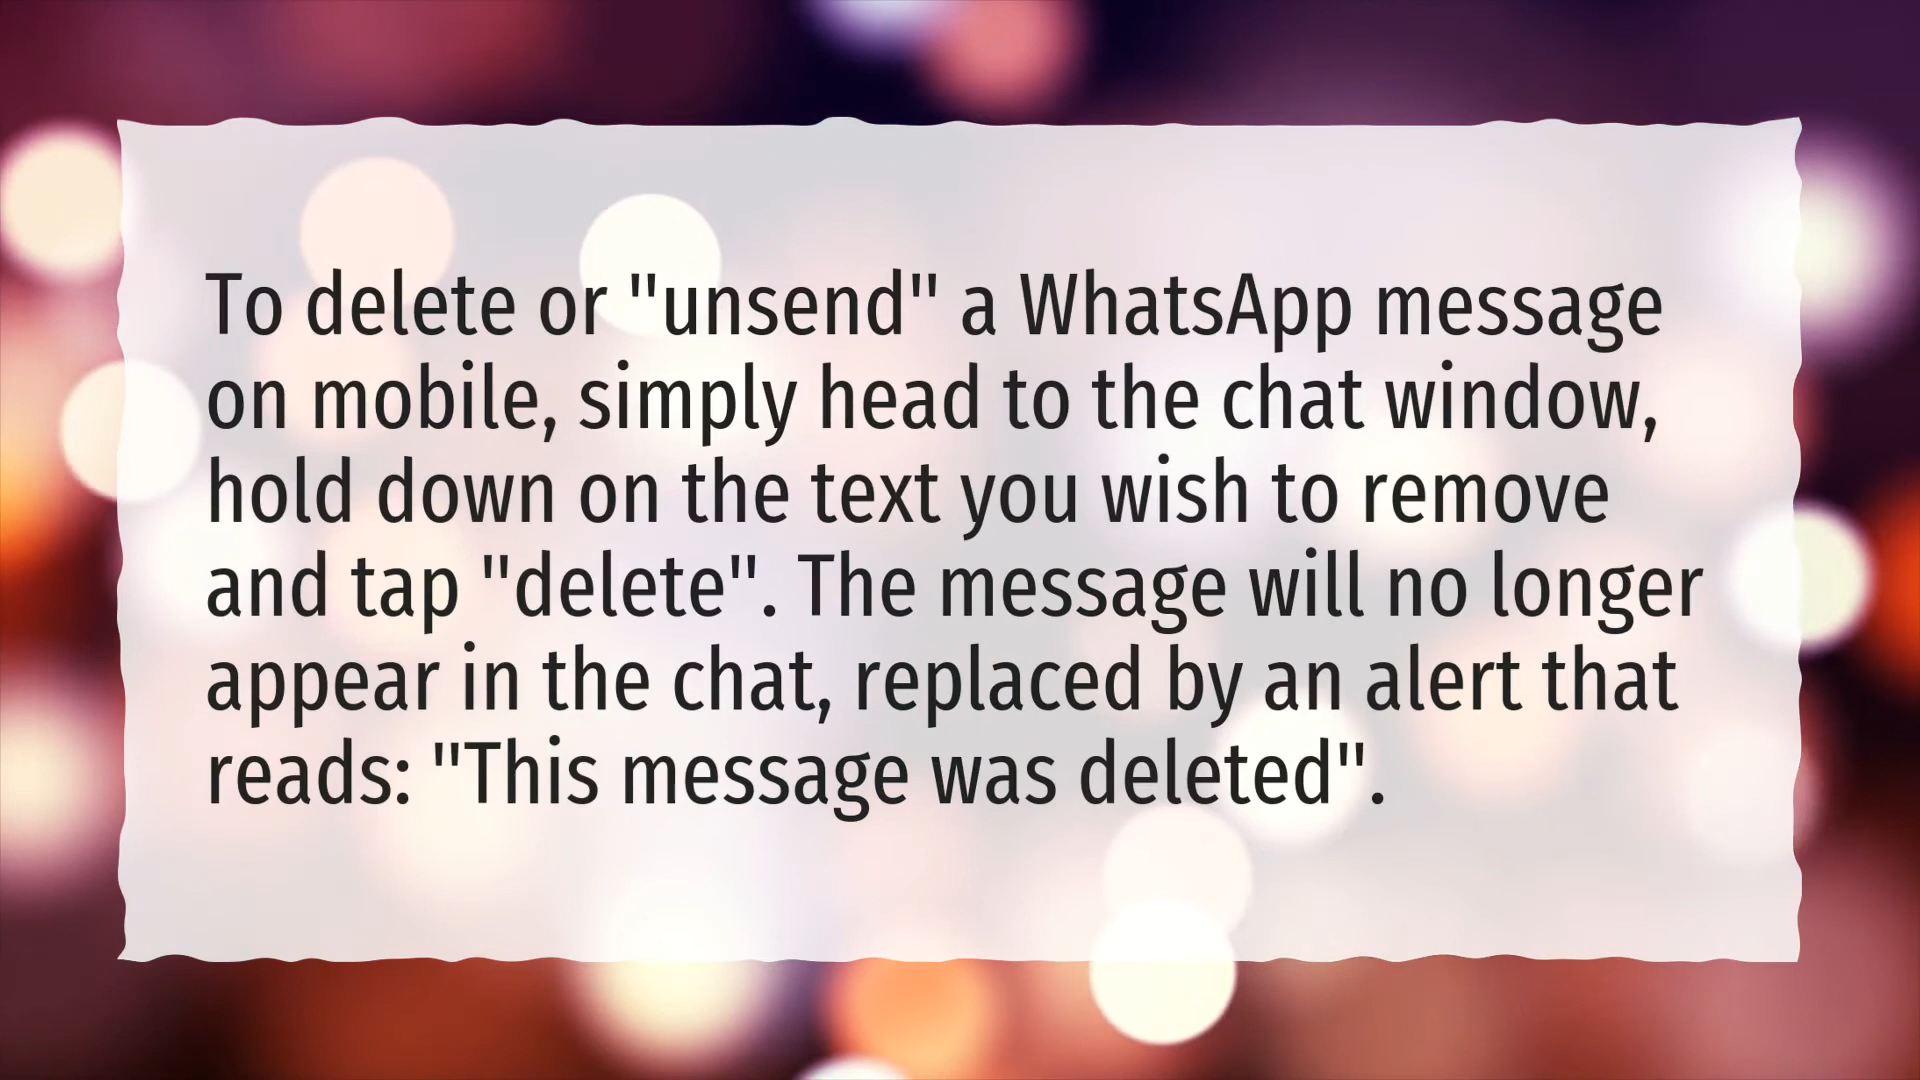 To delete or "unsend" a WhatsApp message
on mobile, simply head to the chat window,
hold down on the text you wish to remove
and tap "delete". The message will no longer
appear in the chat, replaced by an alert that
reads: "This message was deleted".